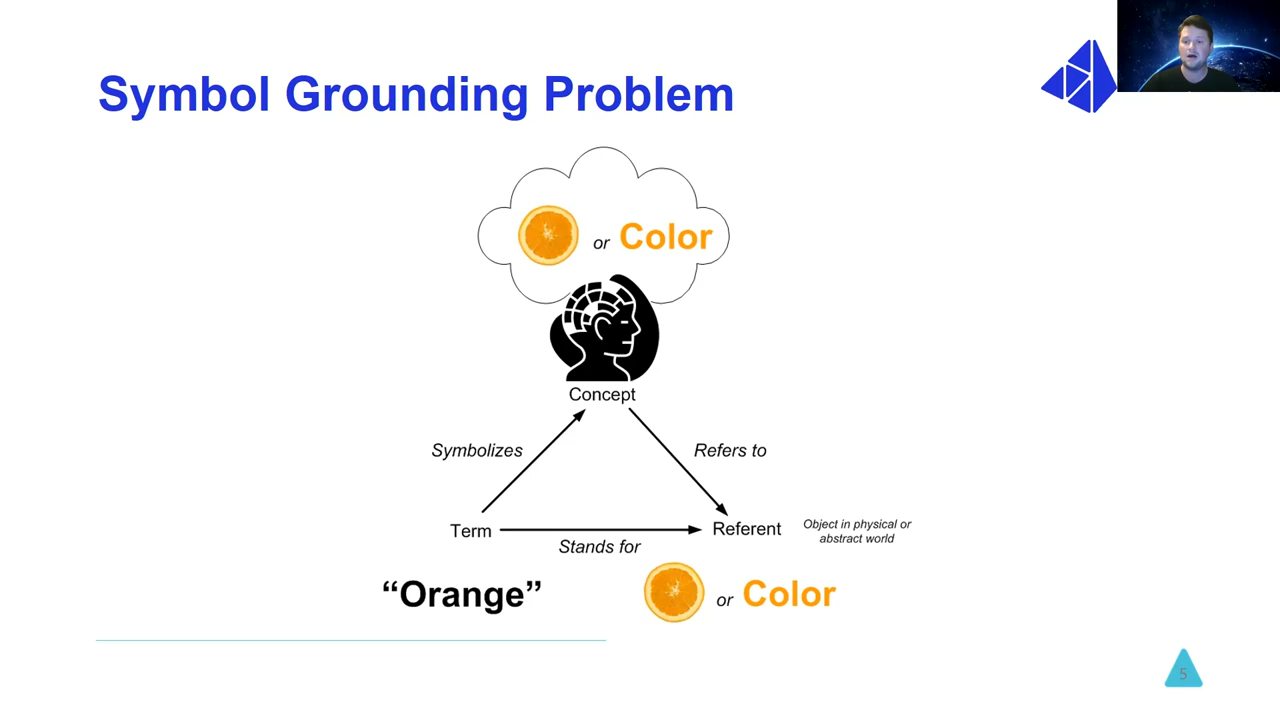 Symbol Grounding Problem
or Color
Concept
Symbolizes
Refers to
Term
Referent
Object in physical or
abstract world
Stands for
“Orange”
or Color
5